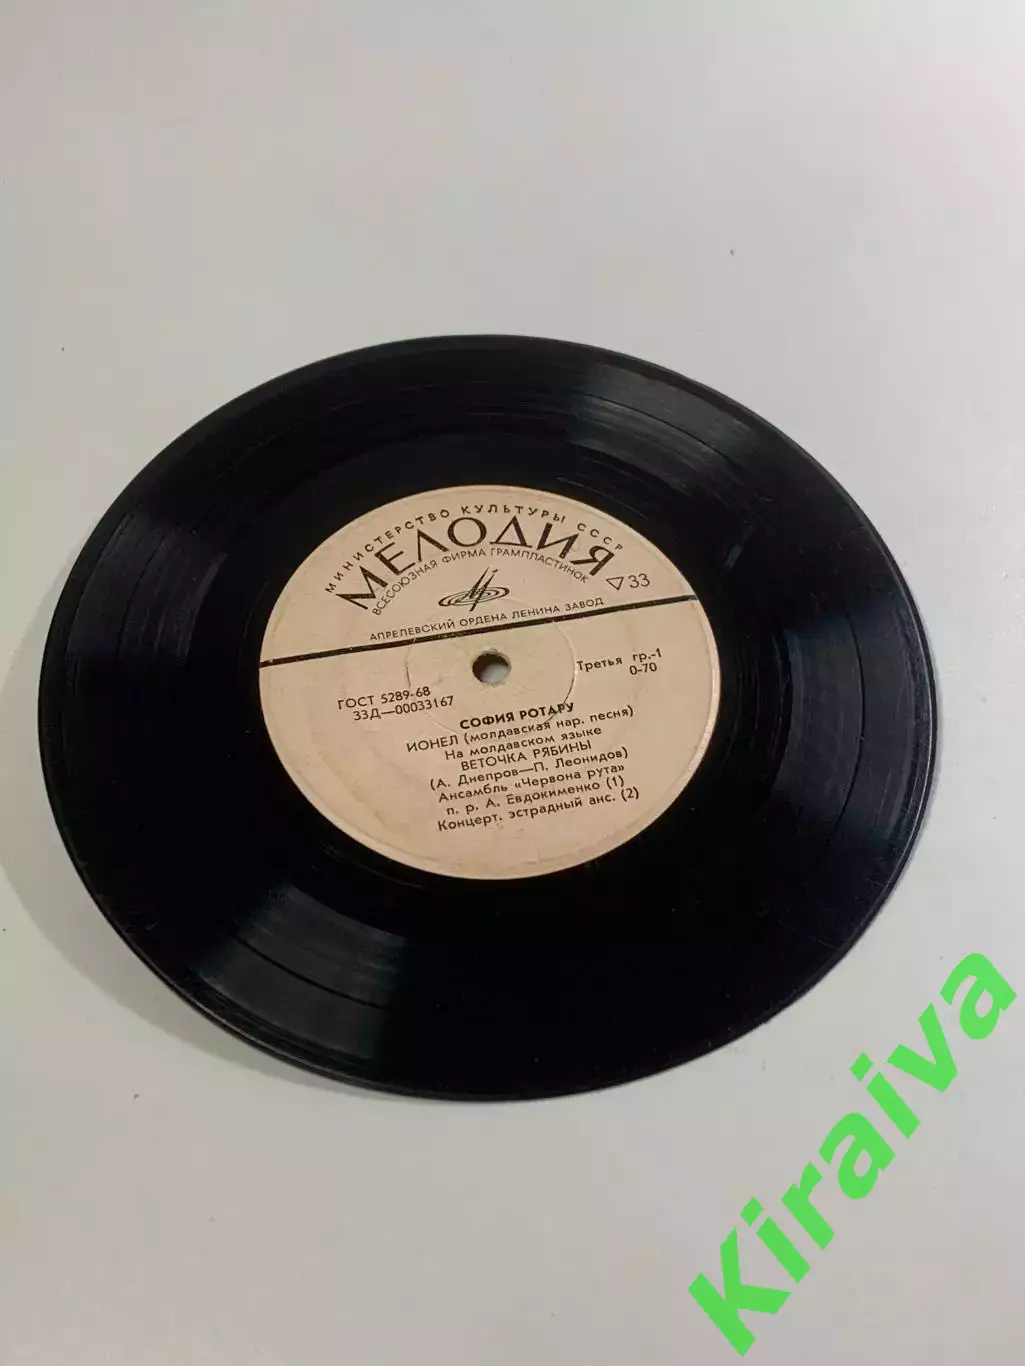 МИНИСТЕРСТВО КУЛЬТУРЫ СССР
МЕЛОДИЯ
ВСЕСОЮЗНАЯ ФИРМА ГРАМПЛАСТИНОК
33
АПРЕЛЕВСКИЙ ОРДЕНА ЛЕНИНА ЗАВОД
ГОСТ 5289-68
33Д—00033167
Третья гр.-1
0-70
СОФИЯ РОТАРУ
ИОНЕЛ (молдавская нар. песня)
На молдавском языке
ВЕТОЧКА РЯБИНЫ
(А. Днепров—П. Леонидов)
Ансамбль «Червона рута»
п. р. А. Евдокименко (1)
Концерт. эстрадный анс. (2)
Kiraiva